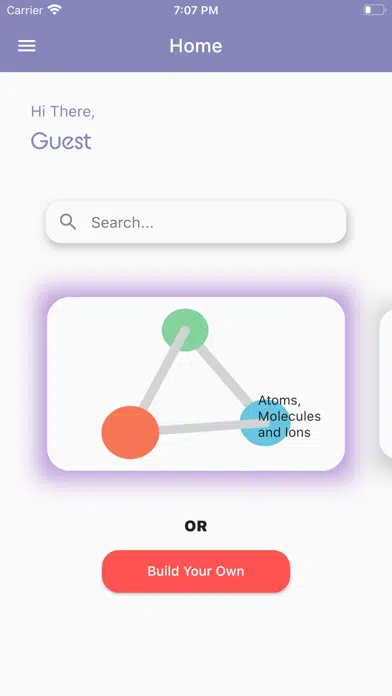 Carrier 7:07 PM
Home
Hi There,
Guest
Search...
Atoms,
Molecules
and Ions
OR
Build Your Own